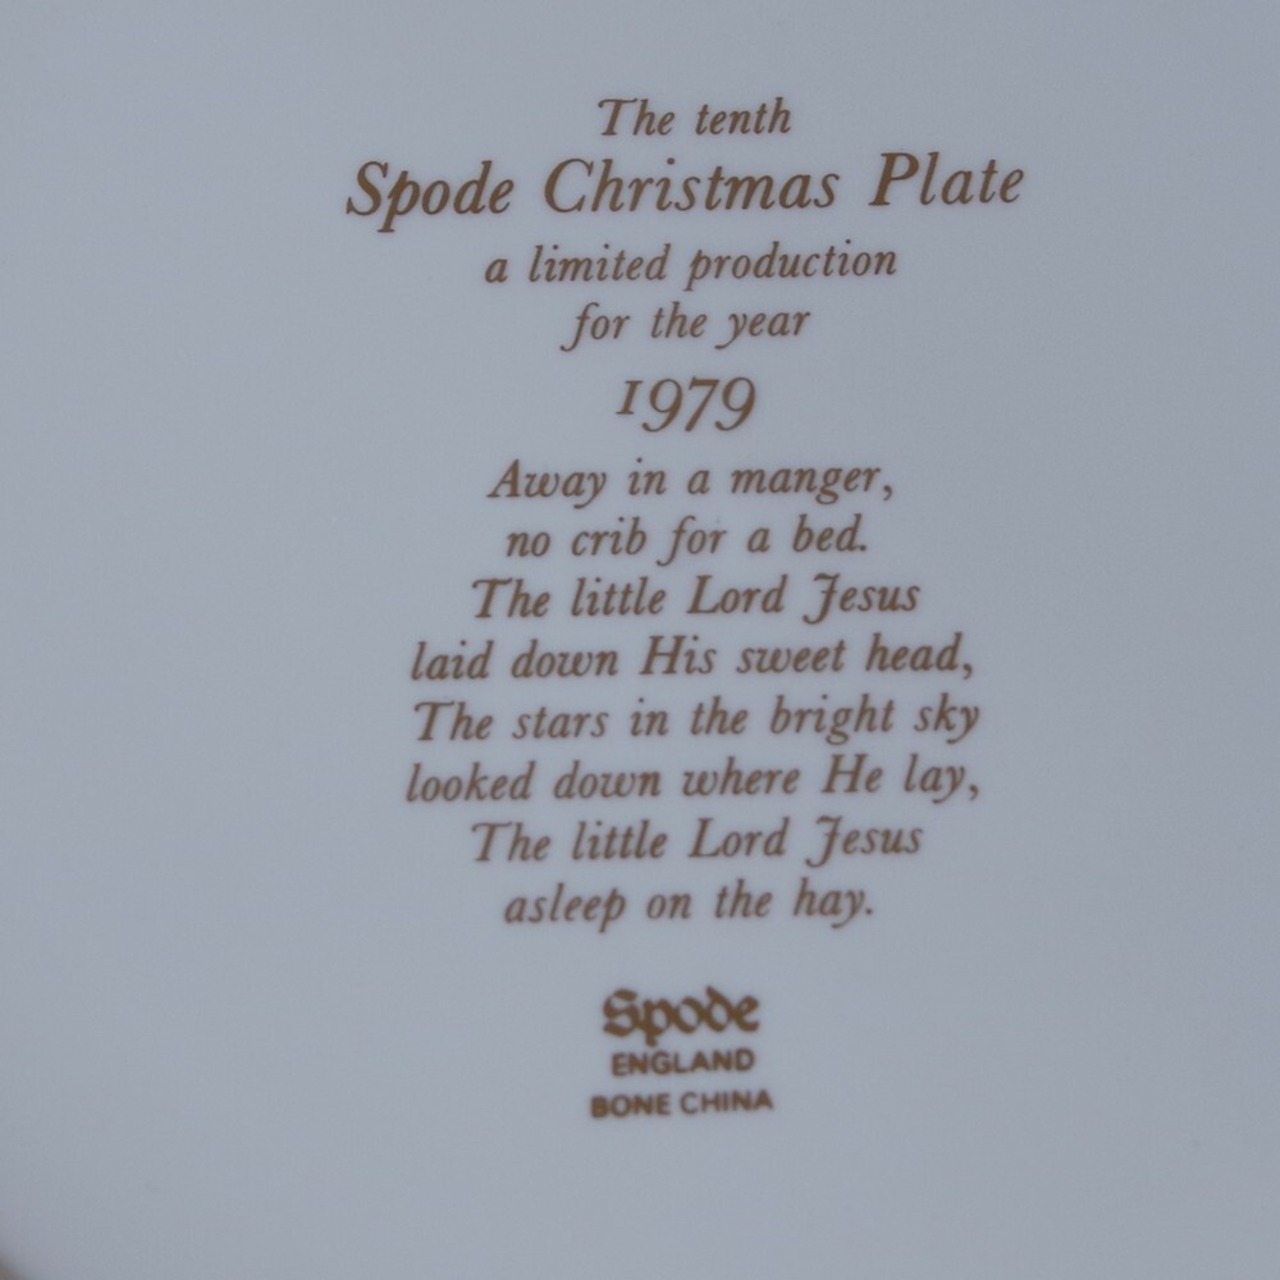 The tenth
Spode Christmas Plate
a limited production
for the year
1979
Away in a manger,
no crib for a bed.
The little Lord Jesus
laid down His sweet head,
The stars in the bright sky
looked down where He lay,
The little Lord Jesus
asleep on the hay.
Spode
ENGLAND
BONE CHINA